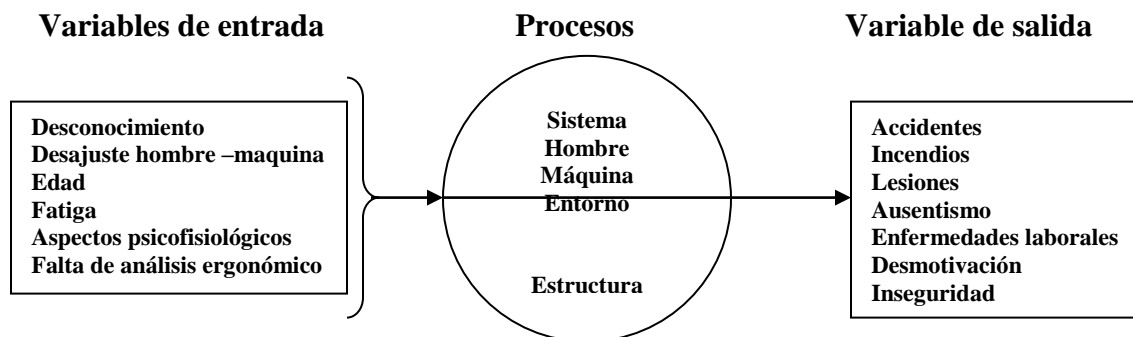 Variables de entrada
Procesos
Variable de salida
Desconocimiento
Desajuste hombre –maquina
Edad
Fatiga
Aspectos psicofisiológicos
Falta de análisis ergonómico
Sistema
Hombre
Máquina
Entorno
Estructura
Accidentes
Incendios
Lesiones
Ausentismo
Enfermedades laborales
Desmotivación
Inseguridad